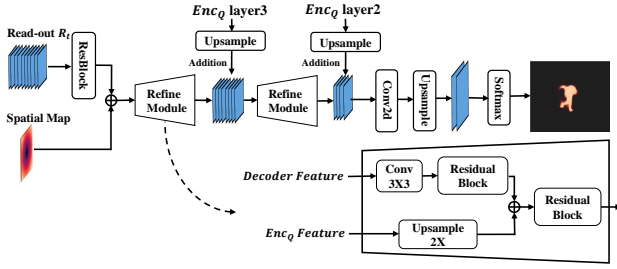 Enc_Q layer3
Enc_Q layer2
Read-out R_t
ResBlock
Upsample
Upsample
Addition
Addition
Refine
Module
Refine
Module
Conv2d
Upsample
Softmax
Spatial Map
Decoder Feature
Conv
3X3
Residual
Block
Residual
Block
Enc_Q Feature
Upsample
2X